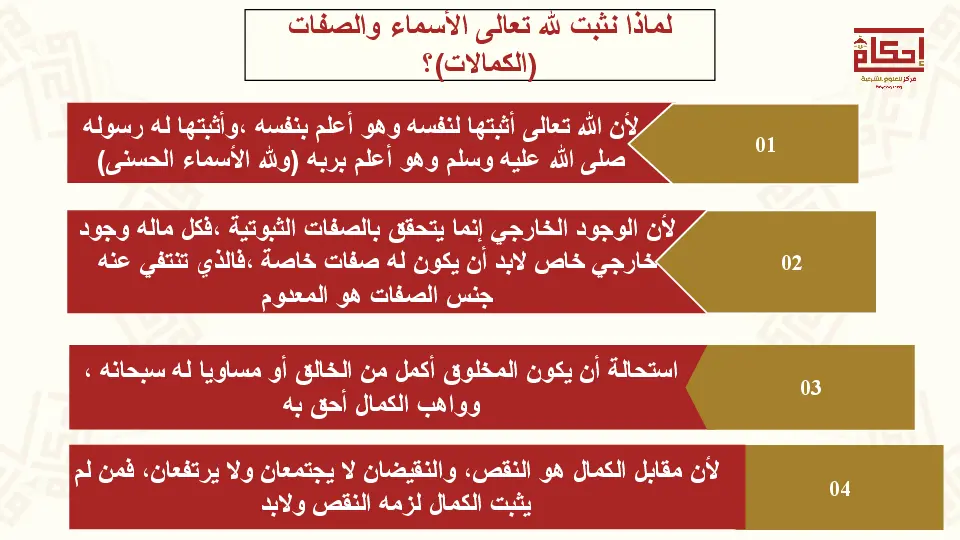 لماذا نثبت لله تعالى الأسماء والصفات
(الكمالات)؟
إحكام
مركز للعلوم الشرعية
01
لأن الله تعالى أثبتها لنفسه وهو أعلم بنفسه ،وأثبتها له رسوله
صلى الله عليه وسلم وهو أعلم بربه (ولله الأسماء الحسنى)
02
لأن الوجود الخارجي إنما يتحقق بالصفات الثبوتية ،فكل ماله وجود
خارجي خاص لابد أن يكون له صفات خاصة ،فالذي تنتفي عنه
جنس الصفات هو المعدوم
03
استحالة أن يكون المخلوق أكمل من الخالق أو مساويا له سبحانه ،
وواهب الكمال أحق به
04
لأن مقابل الكمال هو النقص، والنقيضان لا يجتمعان ولا يرتفعان، فمن لم
يثبت الكمال لزمه النقص ولابد